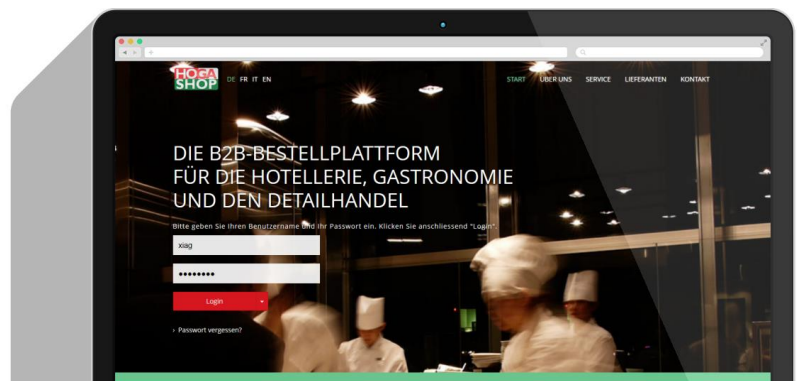 HOGA
SHOP
DE FR IT EN
START ÜBER UNS SERVICE LIEFERANTEN KONTAKT
DIE B2B-BESTELLPLATTFORM
FÜR DIE HOTELLERIE, GASTRONOMIE
UND DEN DETAILHANDEL
Bitte geben Sie Ihren Benutzername und Ihr Passwort ein. Klicken Sie anschliessend "Login".
xiag
••••••••
Login
› Passwort vergessen?